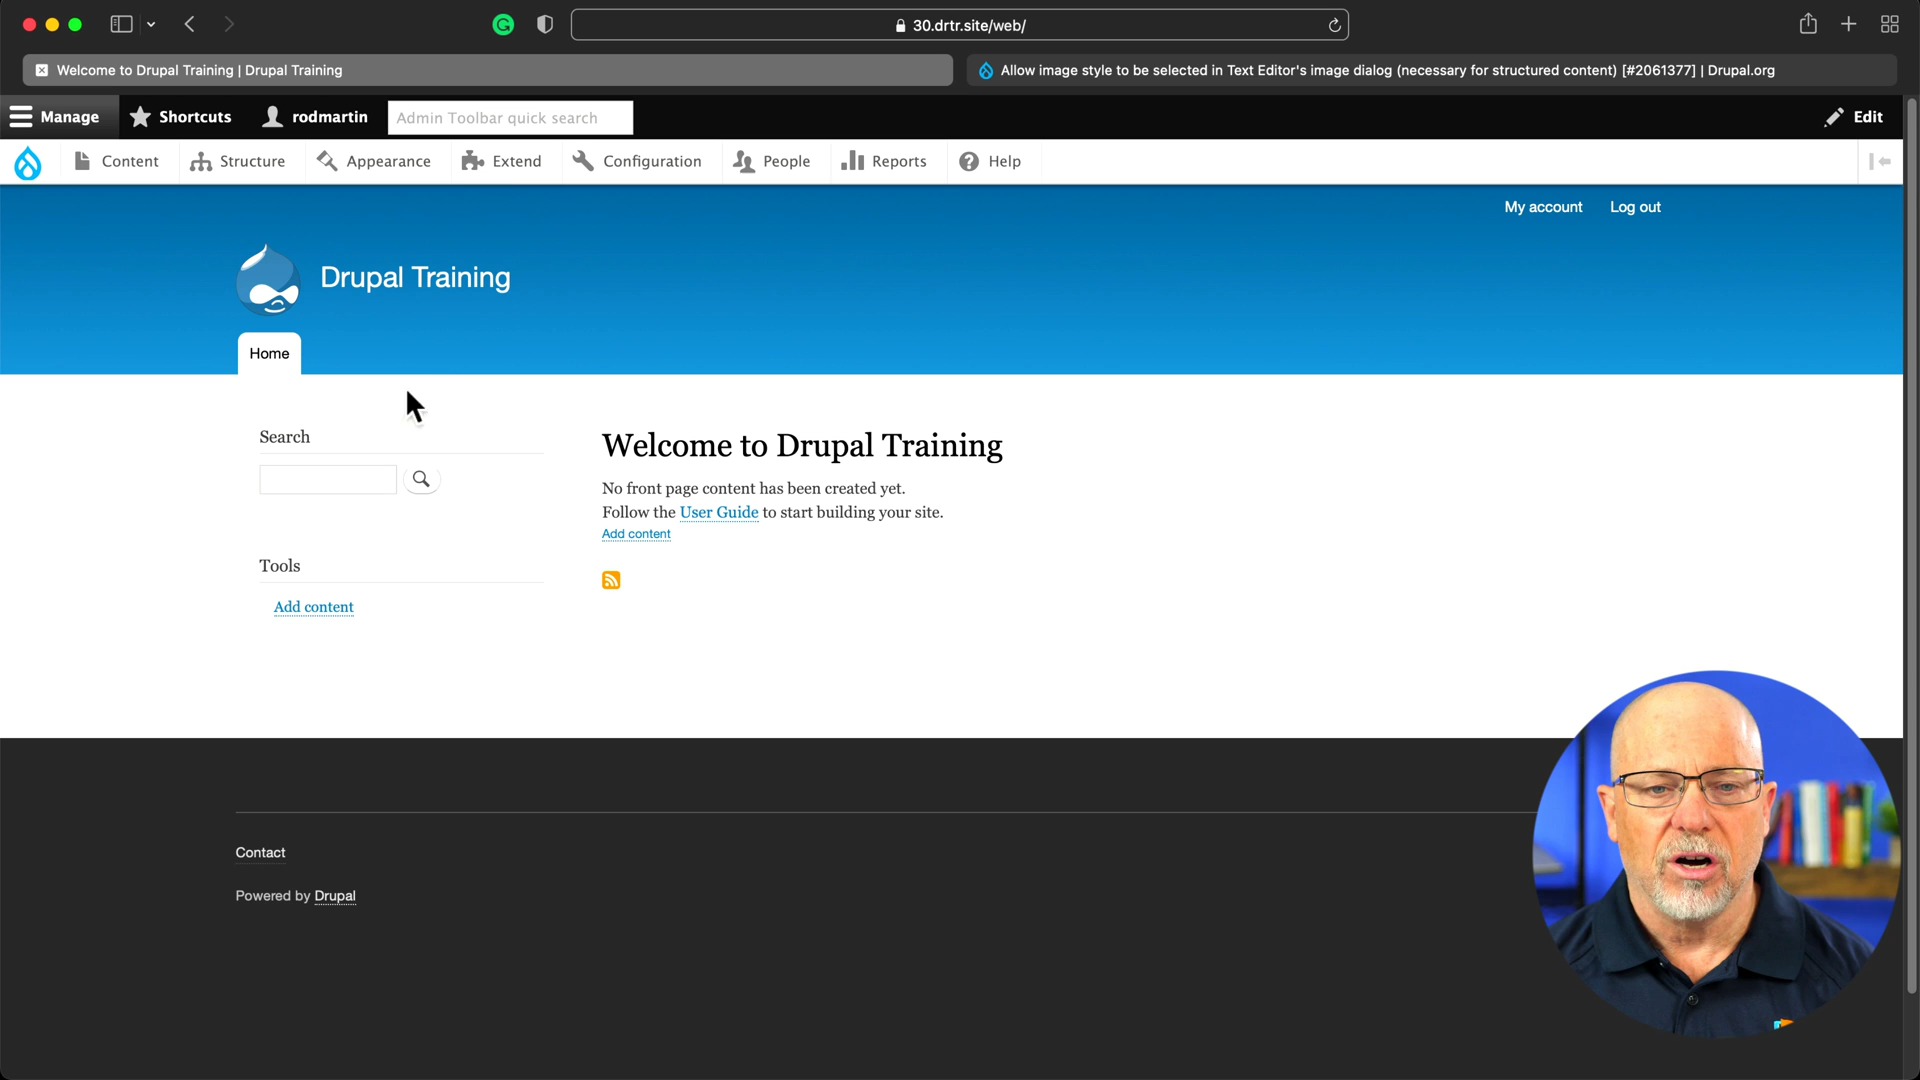 30.drtr.site/web/
Welcome to Drupal Training | Drupal Training
Allow image style to be selected in Text Editor's image dialog (necessary for structured content) [#2061377] | Drupal.org
Manage
Shortcuts
rodmartin
Admin Toolbar quick search
Edit
Content
Structure
Appearance
Extend
Configuration
People
Reports
Help
My account
Log out
Drupal Training
Home
Search
Welcome to Drupal Training
No front page content has been created yet.
Follow the User Guide to start building your site.
Add content
Tools
Add content
Contact
Powered by Drupal